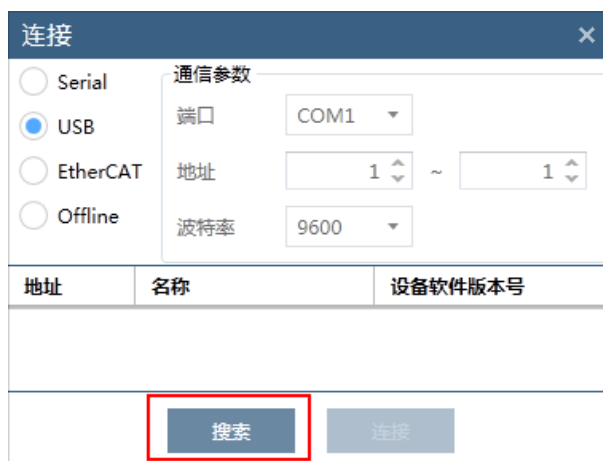 连接
Serial
USB
EtherCAT
Offline
通信参数
端口 COM1
地址 1 ~ 1
波特率 9600
地址 名称 设备软件版本号
搜索 连接